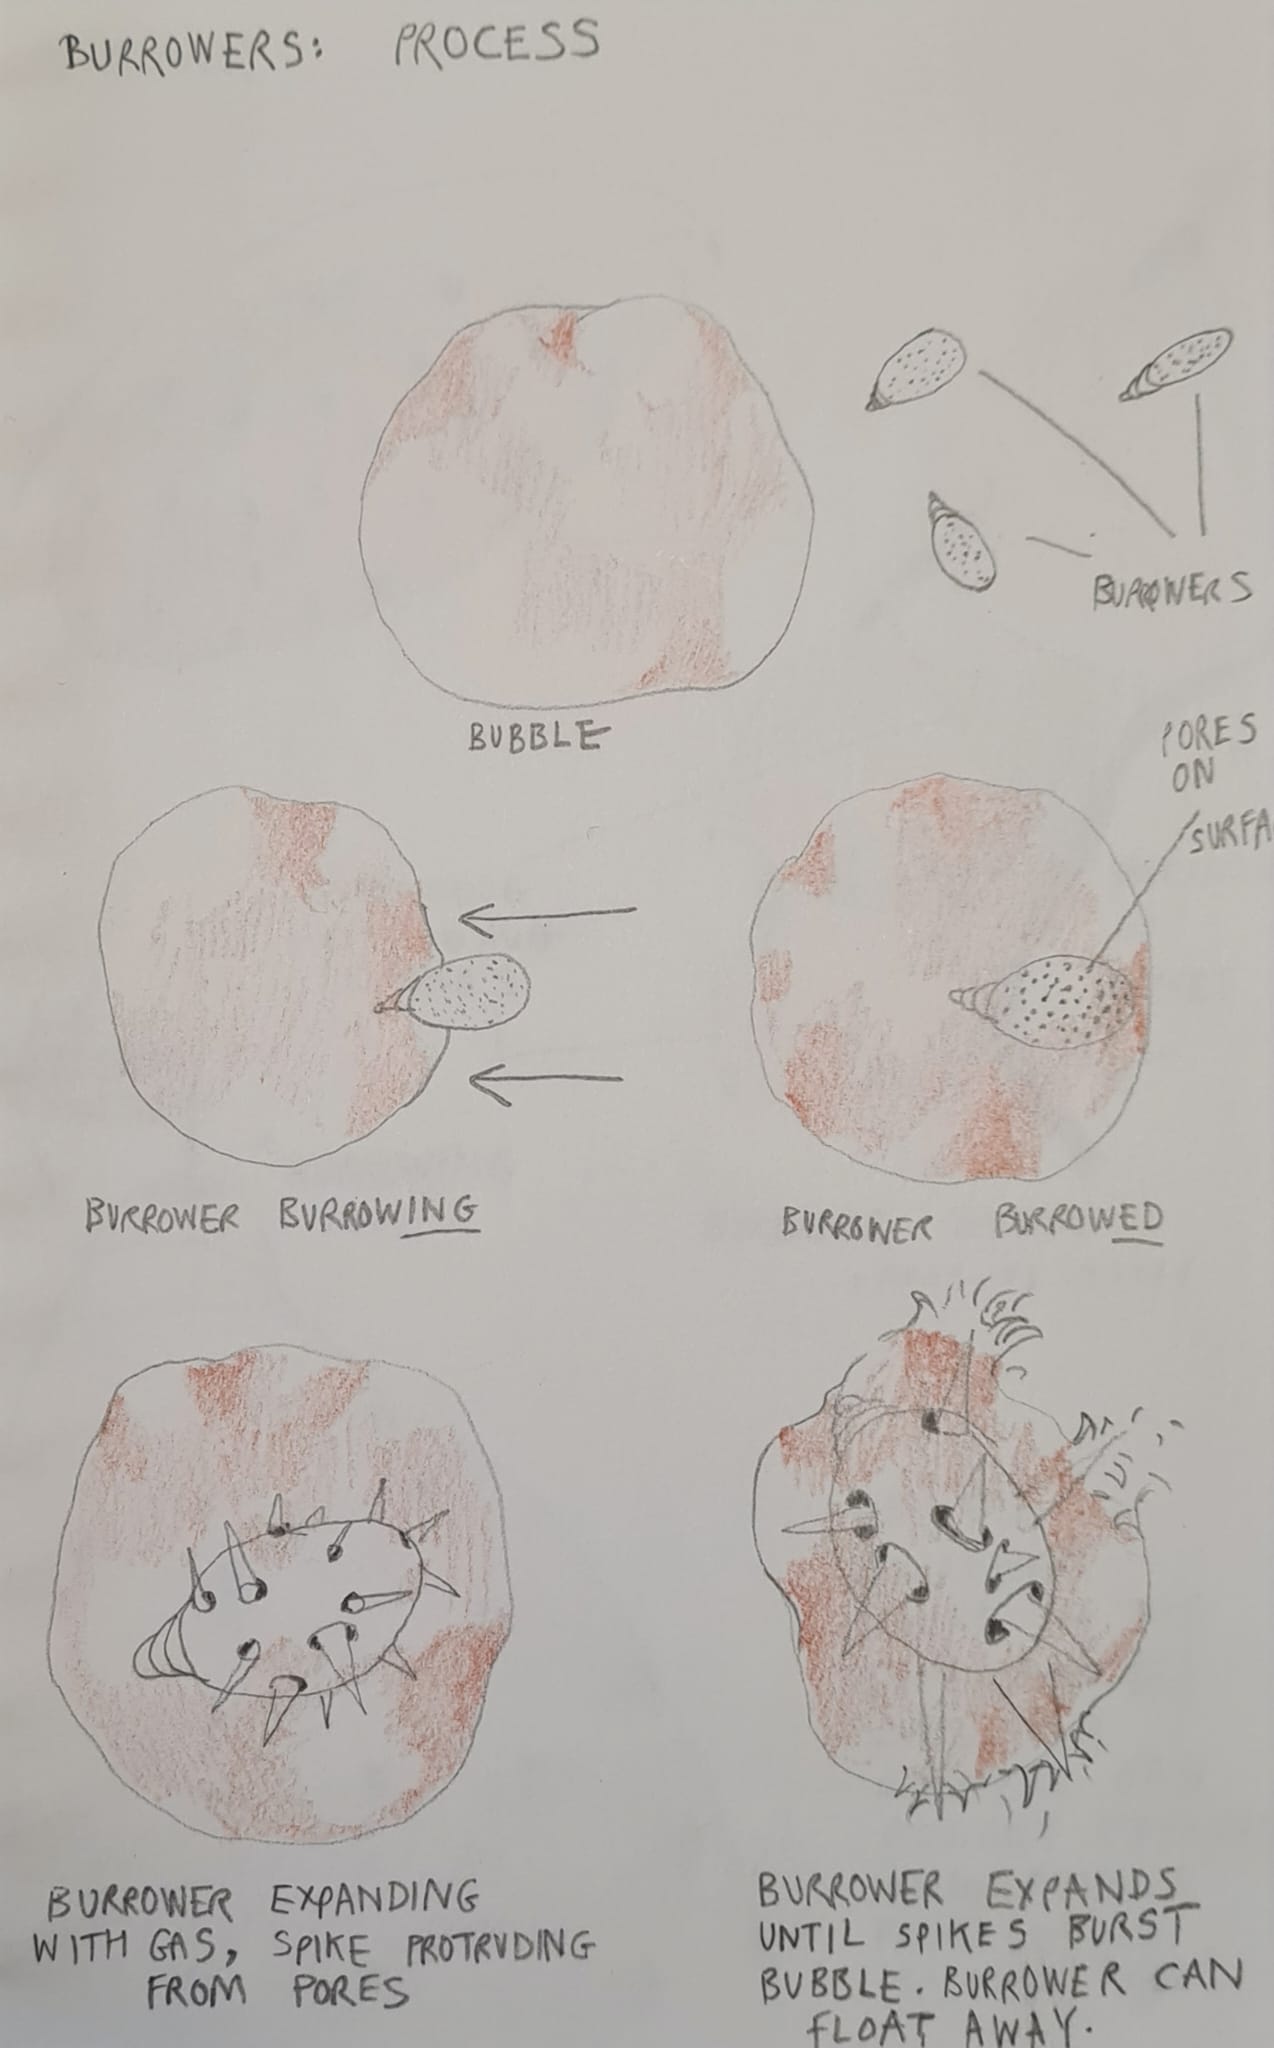 BURROWERS: PROCESS
BURROWERS
BUBBLE
PORES
ON
SURFA
BURROWER BURROWING
BURROWER BURROWED
BURROWER EXPANDING
WITH GAS, SPIKE PROTRUDING
FROM PORES
BURROWER EXPANDS
UNTIL SPIKES BURST
BUBBLE. BURROWER CAN
FLOAT AWAY.